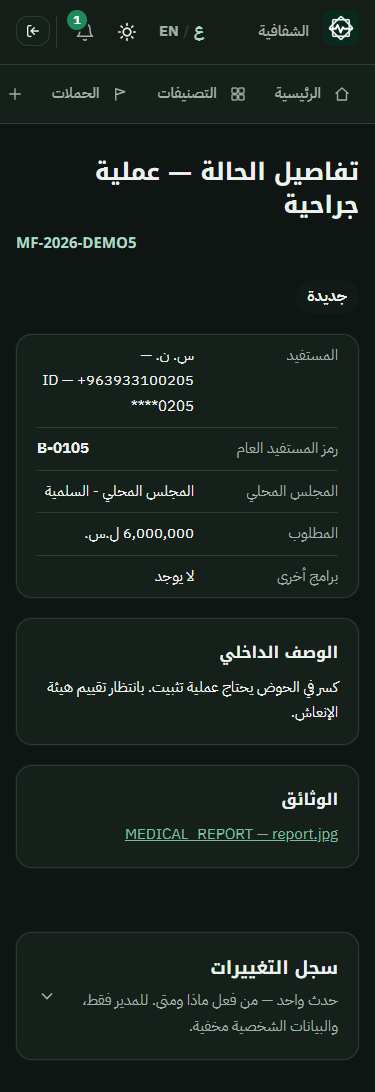 الشفافية
ع / EN
1
الرئيسية
التصنيفات
الحملات
تفاصيل الحالة — عملية
جراحية
MF-2026-DEMO5
جديدة
المستفيد
س. ن. —
+963933100205 — ID
****0205
رمز المستفيد العام
B-0105
المجلس المحلي
المجلس المحلي - السلمية
المطلوب
6,000,000 ل.س.
برامج أخرى
لا يوجد
الوصف الداخلي
كسر في الحوض يحتاج عملية تثبيت. بانتظار تقييم هيئة
الإنعاش.
الوثائق
MEDICAL_REPORT — report.jpg
سجل التغييرات
حدث واحد — من فعل ماذا ومتى. للمدير فقط،
والبيانات الشخصية مخفية.